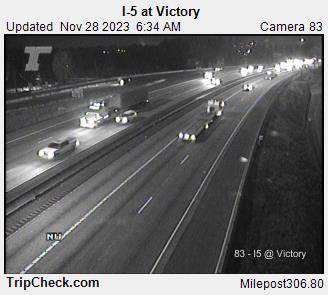 I-5 at Victory
Updated Nov 28 2023 6:34 AM Camera 83
T
83 - I5 @ Victory
TripCheck.com Milepost306.80